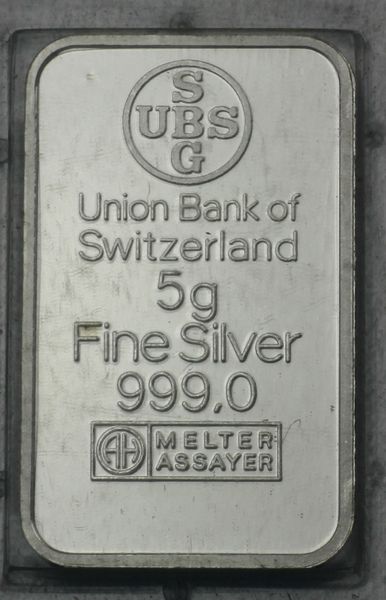 S
UBS
G
Union Bank of
Switzerland
5g
Fine Silver
999,0
AH MELTER
ASSAYER